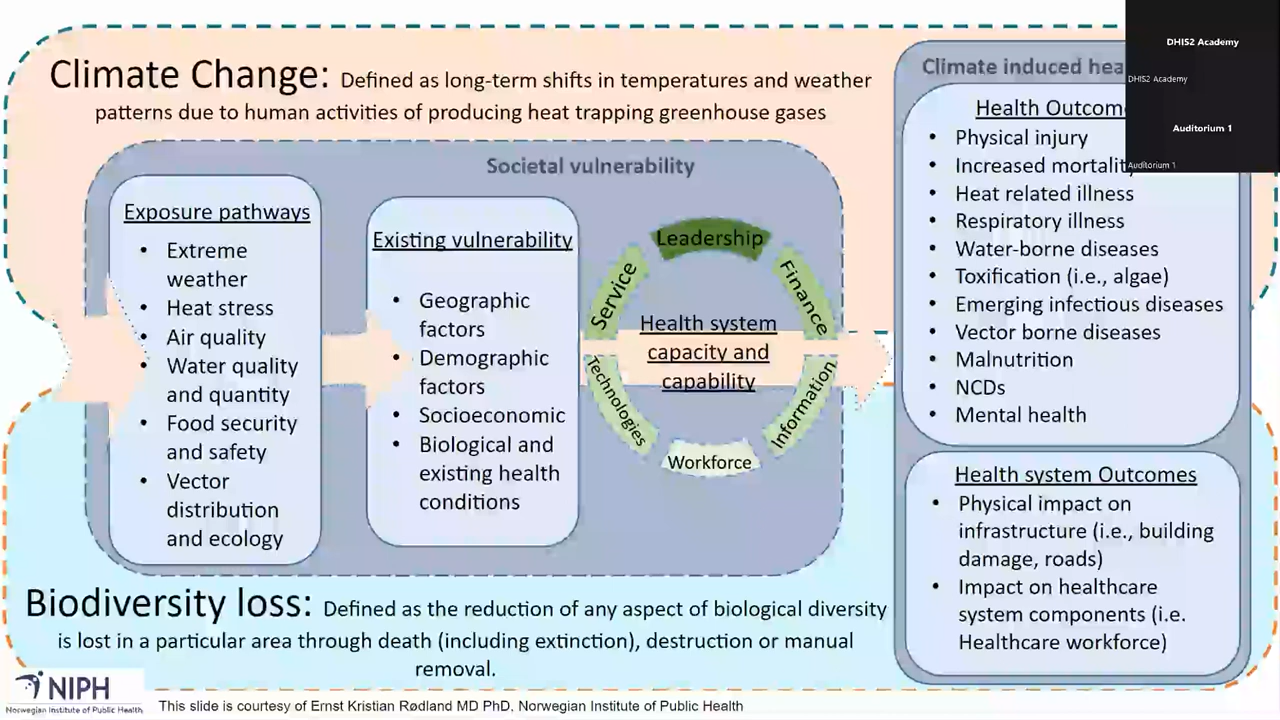 Climate Change: Defined as long-term shifts in temperatures and weather
patterns due to human activities of producing heat trapping greenhouse gases
Societal vulnerability
Exposure pathways
• Extreme
weather
• Heat stress
• Air quality
• Water quality
and quantity
• Food security
and safety
• Vector
distribution
and ecology
Existing vulnerability
• Geographic
factors
• Demographic
factors
• Socioeconomic
• Biological and
existing health
conditions
Leadership
Finance
Information
Workforce
Technologies
Service
Health system
capacity and
capability
Climate induced
Health
• Physical injury
• Increased
• Heat related illness
• Respiratory illness
• Water-borne diseases
• Toxification (i.e., algae)
• Emerging infectious diseases
• Vector borne diseases
• Malnutrition
• NCDs
• Mental health
Health system Outcomes
• Physical impact on
infrastructure (i.e., building
damage, roads)
• Impact on healthcare
system components (i.e.
Healthcare workforce)
DHIS2 Academy
DHIS2 Academy
Auditorium 1
Auditorium 1
Biodiversity loss: Defined as the reduction of any aspect of biological diversity
is lost in a particular area through death (including extinction), destruction or manual
removal.
NIPH
Norwegian Institute of Public Health
This slide is courtesy of Ernst Kristian Rødland MD PhD, Norwegian Institute of Public Health